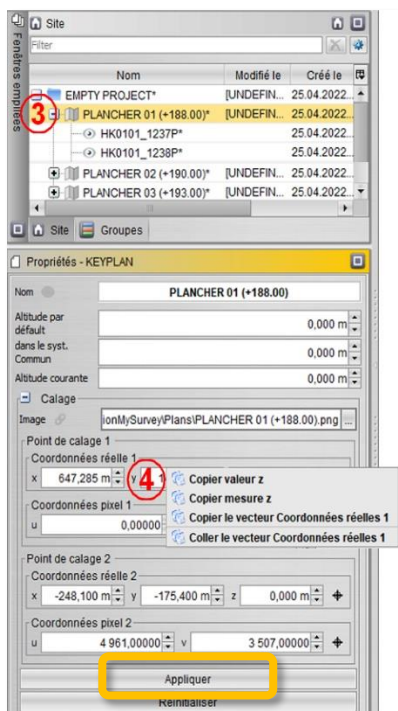 Fenêtres empilées
Site
Filter
Nom Modifié le Créé le
EMPTY PROJECT* [UNDEFIN... 25.04.2022...
3 PLANCHER 01 (+188.00)* [UNDEFIN... 25.04.2022...
HK0101_1237P* 25.04.2022...
HK0101_1238P* 25.04.2022...
PLANCHER 02 (+190.00)* [UNDEFIN... 25.04.2022...
PLANCHER 03 (+193.00)* [UNDEFIN... 25.04.2022...
Site Groupes
Propriétés - KEYPLAN
Nom PLANCHER 01 (+188.00)
Altitude par
défault 0,000 m
dans le syst.
Commun 0,000 m
Altitude courante 0,000 m
Calage
Image ionMySurvey\Plans\PLANCHER 01 (+188.00).png ...
Point de calage 1
Coordonnées réelle 1
x 647,285 m y 4
Copier valeur z
Copier mesure z
Copier le vecteur Coordonnées réelles 1
Coller le vecteur Coordonnées réelles 1
Coordonnées pixel 1
u 0,00000
Point de calage 2
Coordonnées réelle 2
x -248,100 m y -175,400 m z 0,000 m
Coordonnées pixel 2
u 4 961,00000 v 3 507,00000
Appliquer
Réinitialiser